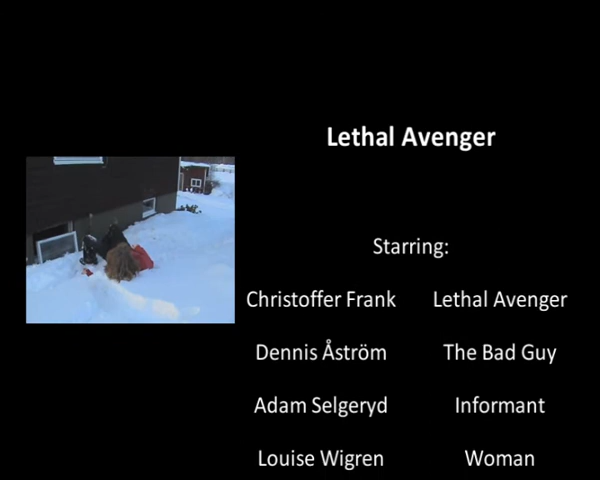 Lethal Avenger
Starring:
Christoffer Frank Lethal Avenger
Dennis Åström The Bad Guy
Adam Selgeryd Informant
Louise Wigren Woman